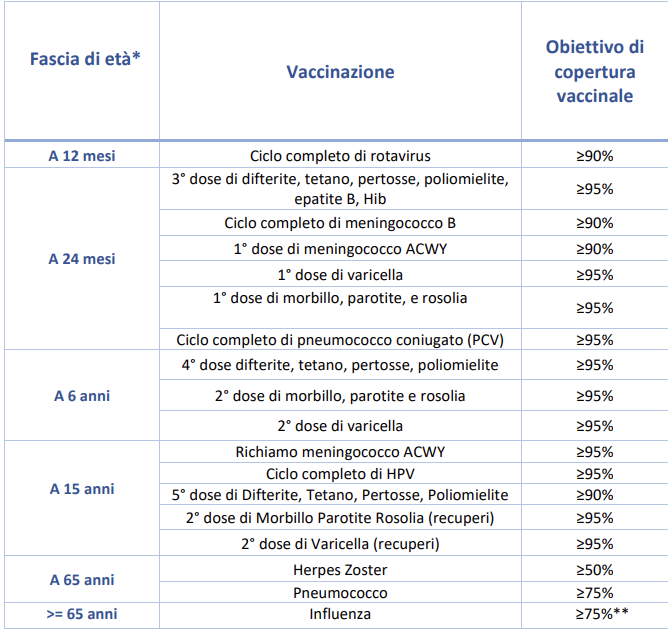 Fascia di età*
Vaccinazione
Obiettivo di
copertura
vaccinale
A 12 mesi
Ciclo completo di rotavirus
≥90%
A 24 mesi
3° dose di difterite, tetano, pertosse, poliomielite,
epatite B, Hib
≥95%
Ciclo completo di meningococco B
≥90%
1° dose di meningococco ACWY
≥90%
1° dose di varicella
≥95%
1° dose di morbillo, parotite, e rosolia
≥95%
Ciclo completo di pneumococco coniugato (PCV)
≥95%
A 6 anni
4° dose difterite, tetano, pertosse, poliomielite
≥95%
2° dose di morbillo, parotite e rosolia
≥95%
2° dose di varicella
≥95%
A 15 anni
Richiamo meningococco ACWY
≥95%
Ciclo completo di HPV
≥95%
5° dose di Difterite, Tetano, Pertosse, Poliomielite
≥90%
2° dose di Morbillo Parotite Rosolia (recuperi)
≥95%
2° dose di Varicella (recuperi)
≥95%
A 65 anni
Herpes Zoster
≥50%
Pneumococco
≥75%
>= 65 anni
Influenza
≥75%**